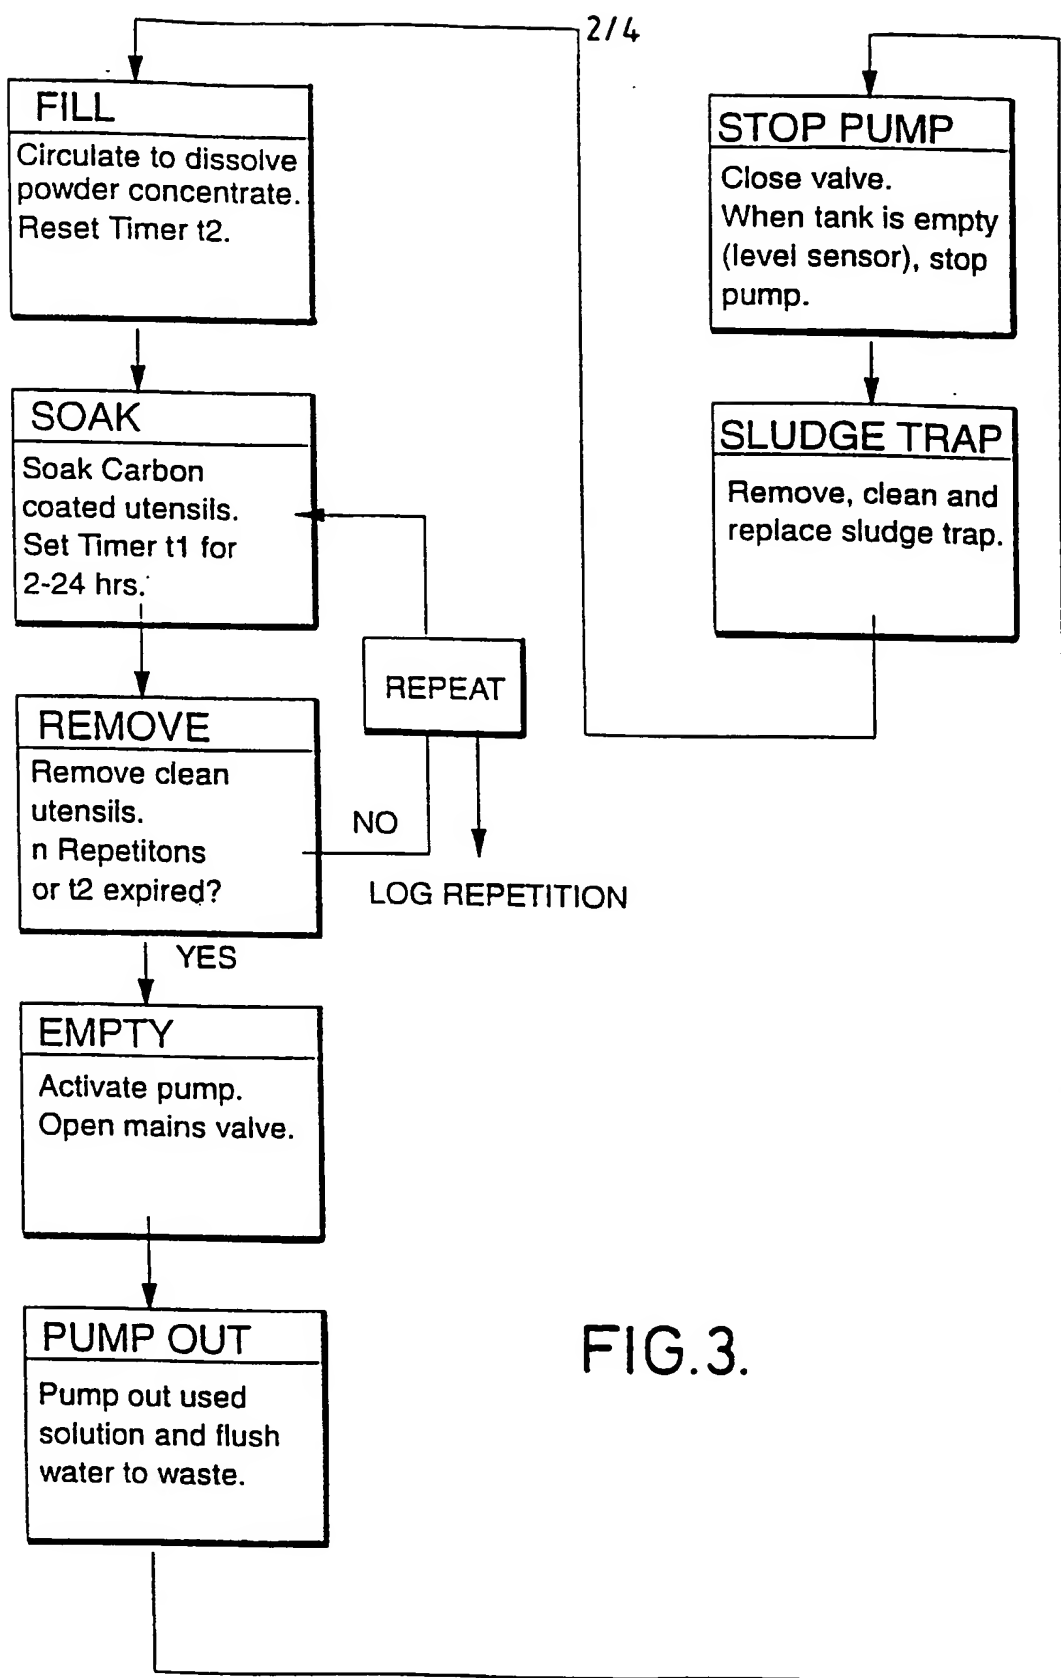 2/4
FILL
Circulate to dissolve
powder concentrate.
Reset Timer t2.
SOAK
Soak Carbon
coated utensils.
Set Timer t1 for
2-24 hrs.
REPEAT
REMOVE
Remove clean
utensils.
n Repetitons
or t2 expired?
NO
LOG REPETITION
YES
EMPTY
Activate pump.
Open mains valve.
PUMP OUT
Pump out used
solution and flush
water to waste.
STOP PUMP
Close valve.
When tank is empty
(level sensor), stop
pump.
SLUDGE TRAP
Remove, clean and
replace sludge trap.
FIG.3.